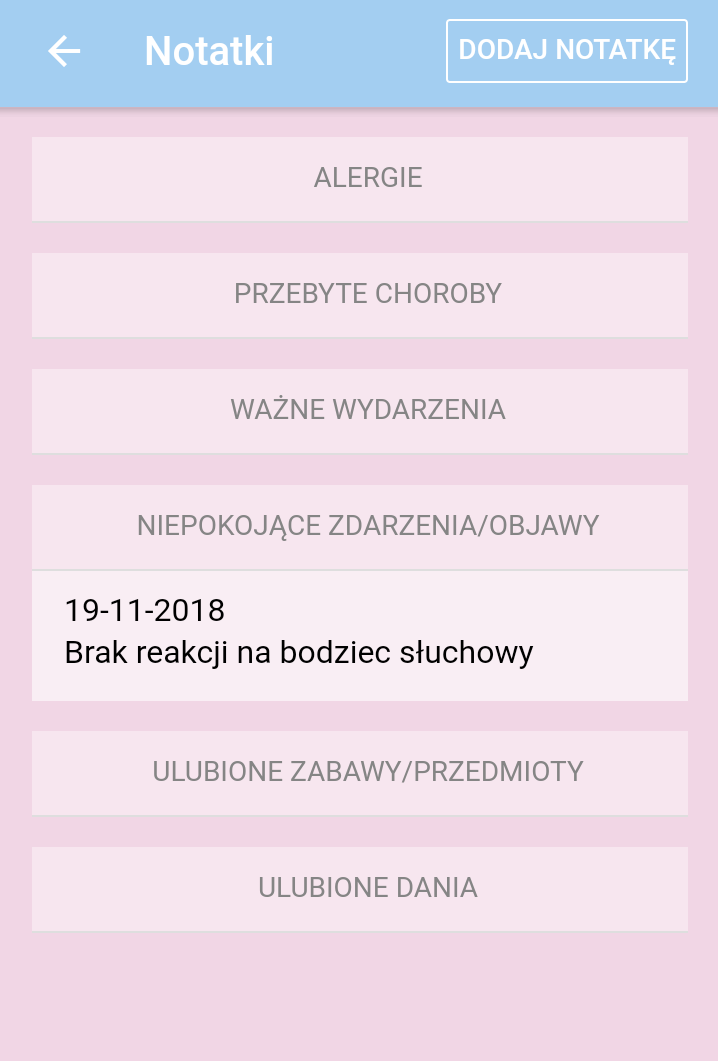 Notatki
DODAJ NOTATKĘ
ALERGIE
PRZEBYTE CHOROBY
WAŻNE WYDARZENIA
NIEPOKOJĄCE ZDARZENIA/OBJAWY
19-11-2018
Brak reakcji na bodziec słuchowy
ULUBIONE ZABAWY/PRZEDMIOTY
ULUBIONE DANIA